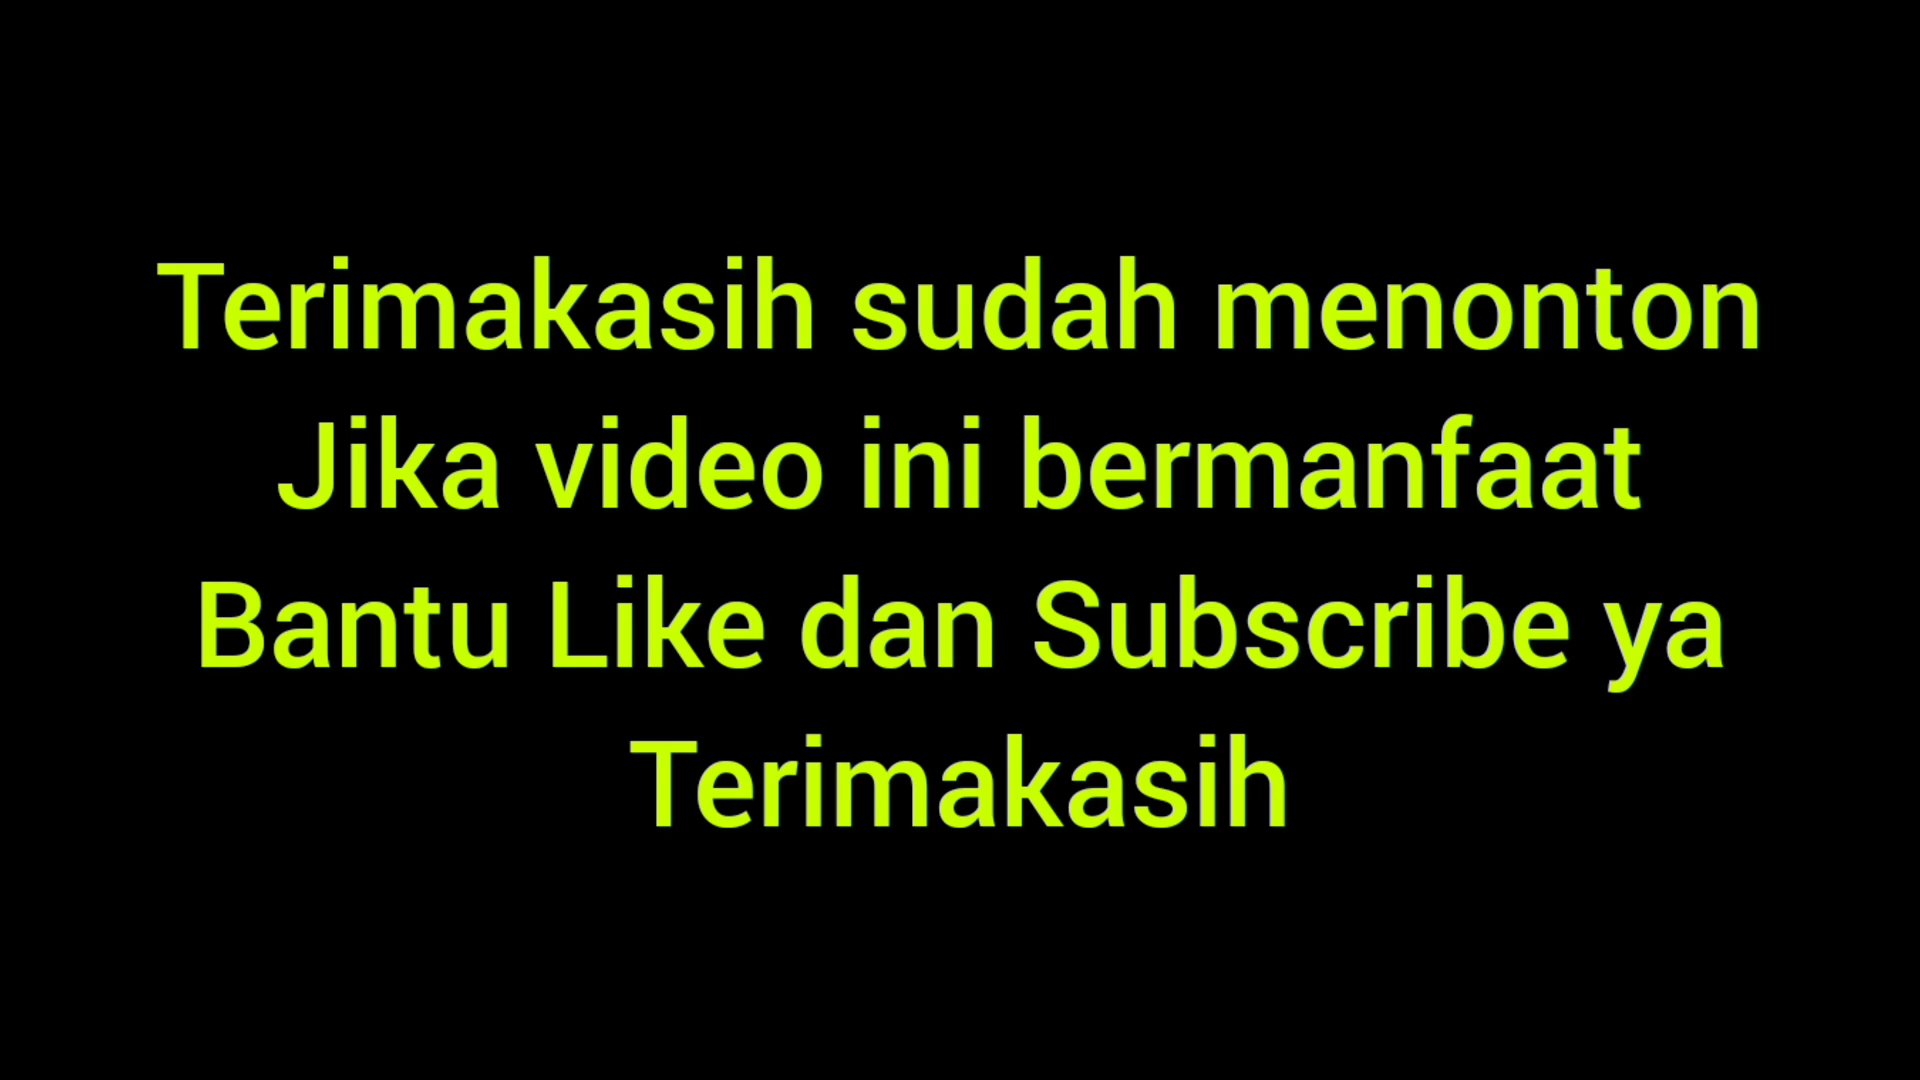 Terimakasih sudah menonton
Jika video ini bermanfaat
Bantu Like dan Subscribe ya
Terimakasih